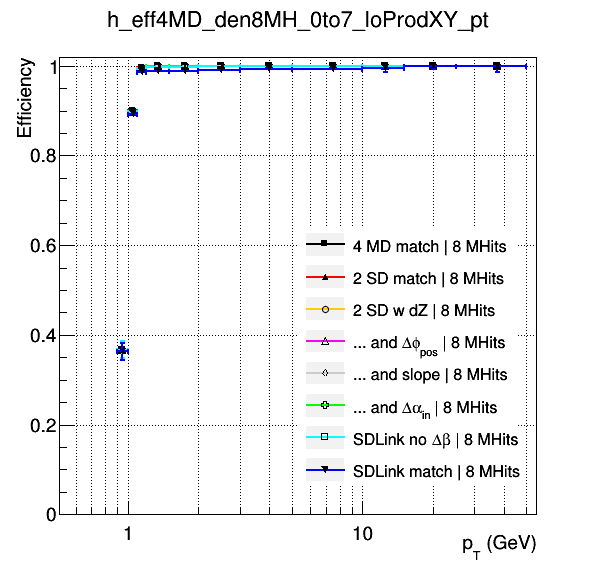 h_eff4MD_den8MH_0to7_loProdXY_pt
Efficiency
1
0.8
0.6
0.4
0.2
0
4 MD match | 8 MHits
2 SD match | 8 MHits
2 SD w dZ | 8 MHits
... and Δϕpos | 8 MHits
... and slope | 8 MHits
... and Δαin | 8 MHits
SDLink no Δβ | 8 MHits
SDLink match | 8 MHits
1 10
pT (GeV)